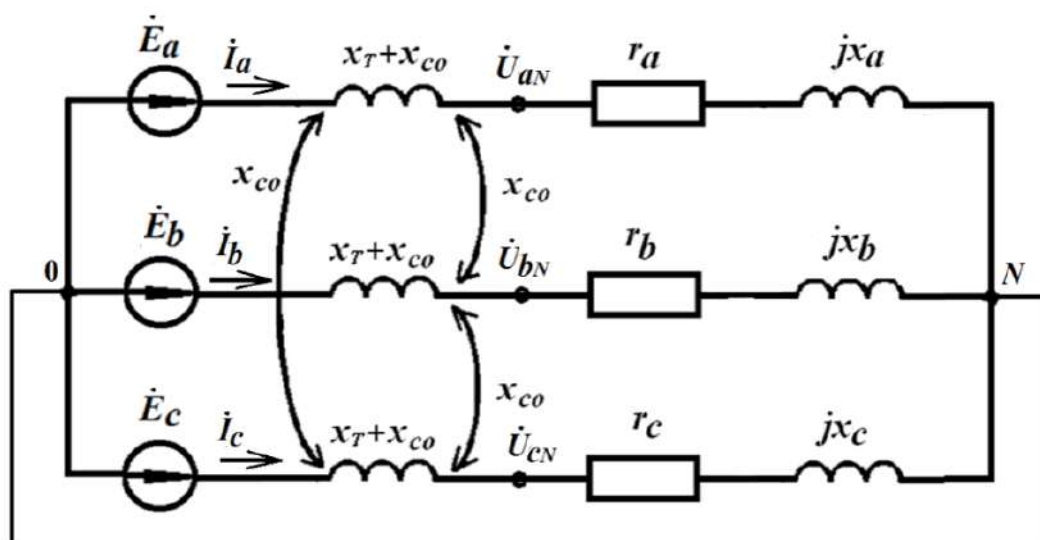 Ėa İa xT+xco U̇aN ra jxa
xco xco
Ėb İb xT+xco U̇bN rb jxb
0 N
xco
Ėc İc xT+xco U̇cN rc jxc